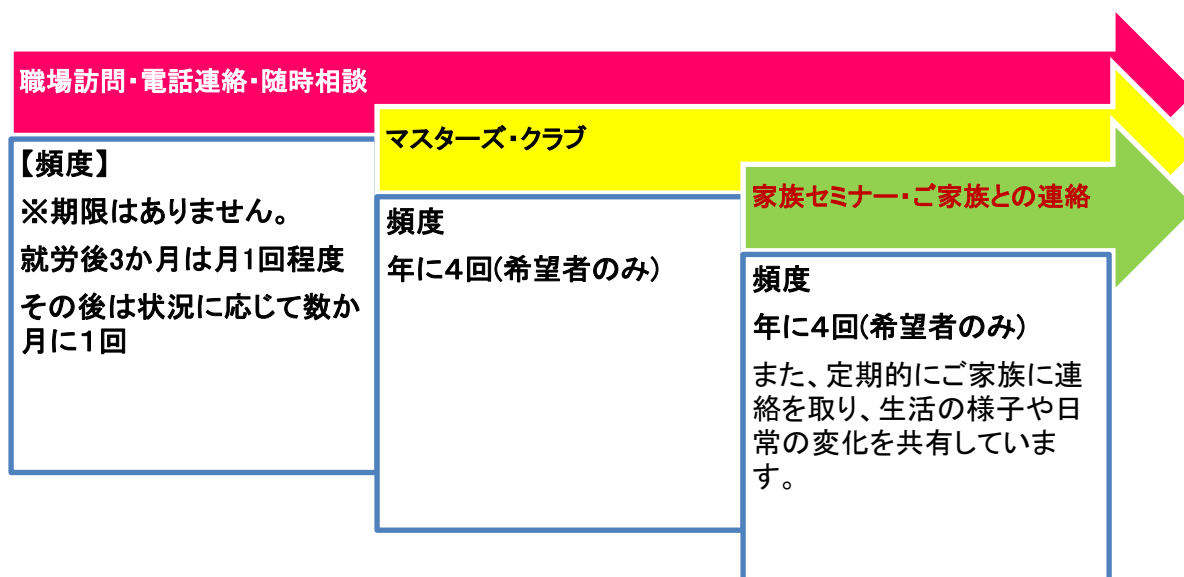 職場訪問・電話連絡・随時相談
【頻度】
※期限はありません。
就労後3か月は月1回程度
その後は状況に応じて数か
月に1回
マスターズ・クラブ
頻度
年に4回(希望者のみ)
家族セミナー・ご家族との連絡
頻度
年に4回(希望者のみ)
また、定期的にご家族に連
絡を取り、生活の様子や日
常の変化を共有していま
す。